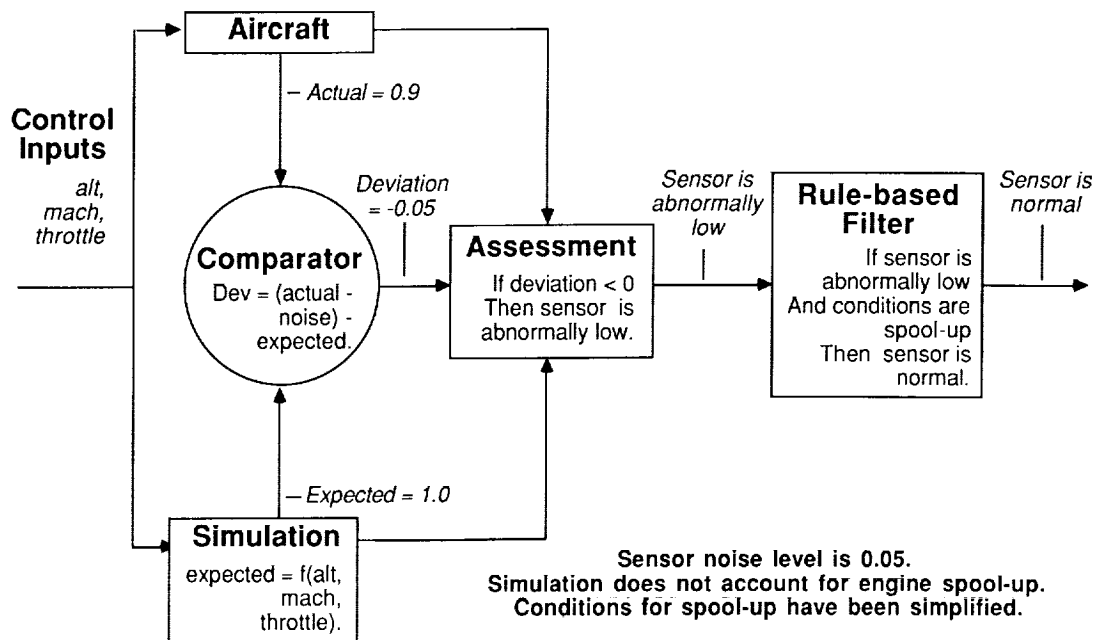 Aircraft
– Actual = 0.9
Control
Inputs
alt,
mach,
throttle
Deviation
= -0.05
Comparator
Dev = (actual -
noise) -
expected.
Assessment
If deviation < 0
Then sensor is
abnormally low.
Sensor is
abnormally
low
Rule-based
Filter
If sensor is
abnormally low
And conditions are
spool-up
Then sensor is
normal.
Sensor is
normal
– Expected = 1.0
Simulation
expected = f(alt,
mach,
throttle).
Sensor noise level is 0.05.
Simulation does not account for engine spool-up.
Conditions for spool-up have been simplified.